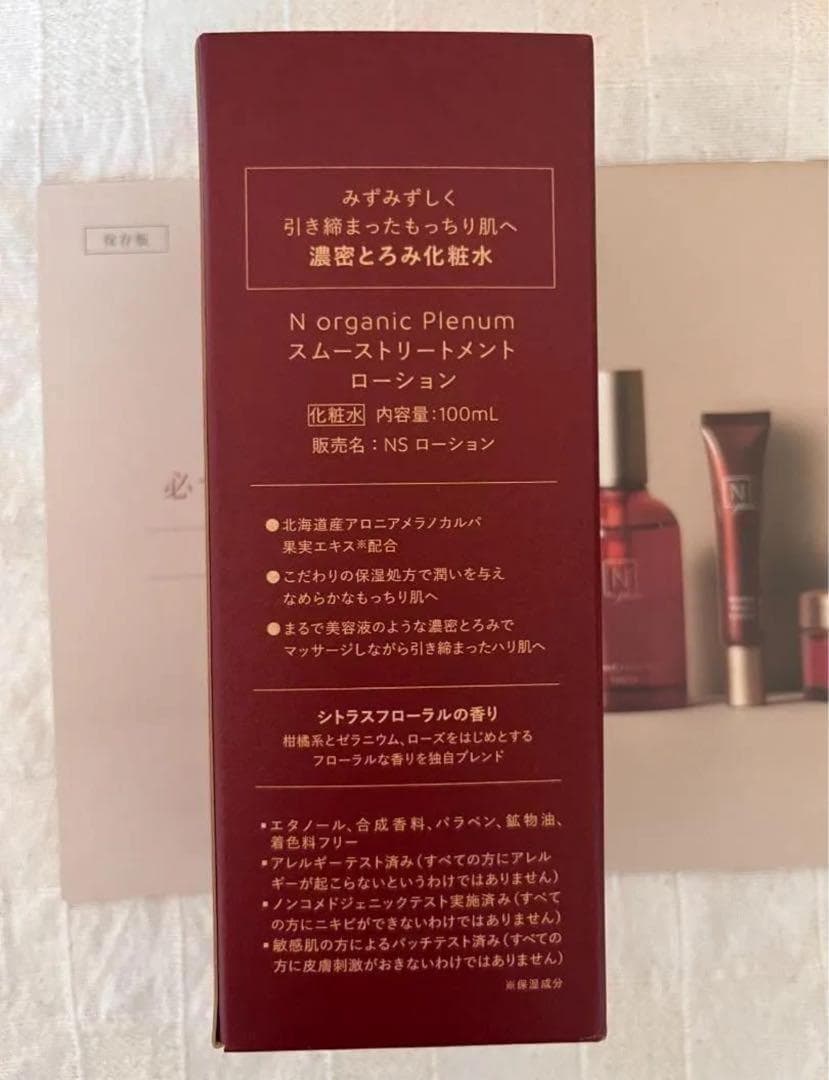 みずみずしく
引き締まったもっちり肌へ
濃密とろみ化粧水
N organic Plenum
スムーストリートメント
ローション
化粧水 内容量:100mL
販売名:NS ローション
●北海道産アロニアメラノカルパ
果実エキス※配合
●こだわりの保湿処方で潤いを与え
なめらかなもっちり肌へ
●まるで美容液のような濃密とろみで
マッサージしながら引き締まったハリ肌へ
シトラスフローラルの香り
柑橘系とゼラニウム、ローズをはじめとする
フローラルな香りを独自ブレンド
▪エタノール、合成香料、パラベン、鉱物油、
着色料フリー
▪アレルギーテスト済み(すべての方にアレル
ギーが起こらないというわけではありません)
▪ノンコメドジェニックテスト実施済み(すべて
の方にニキビができないわけではありません)
▪敏感肌の方によるパッチテスト済み(すべての
方に皮膚刺激がおきないわけではありません)
※保湿成分
保存版
必
N
N